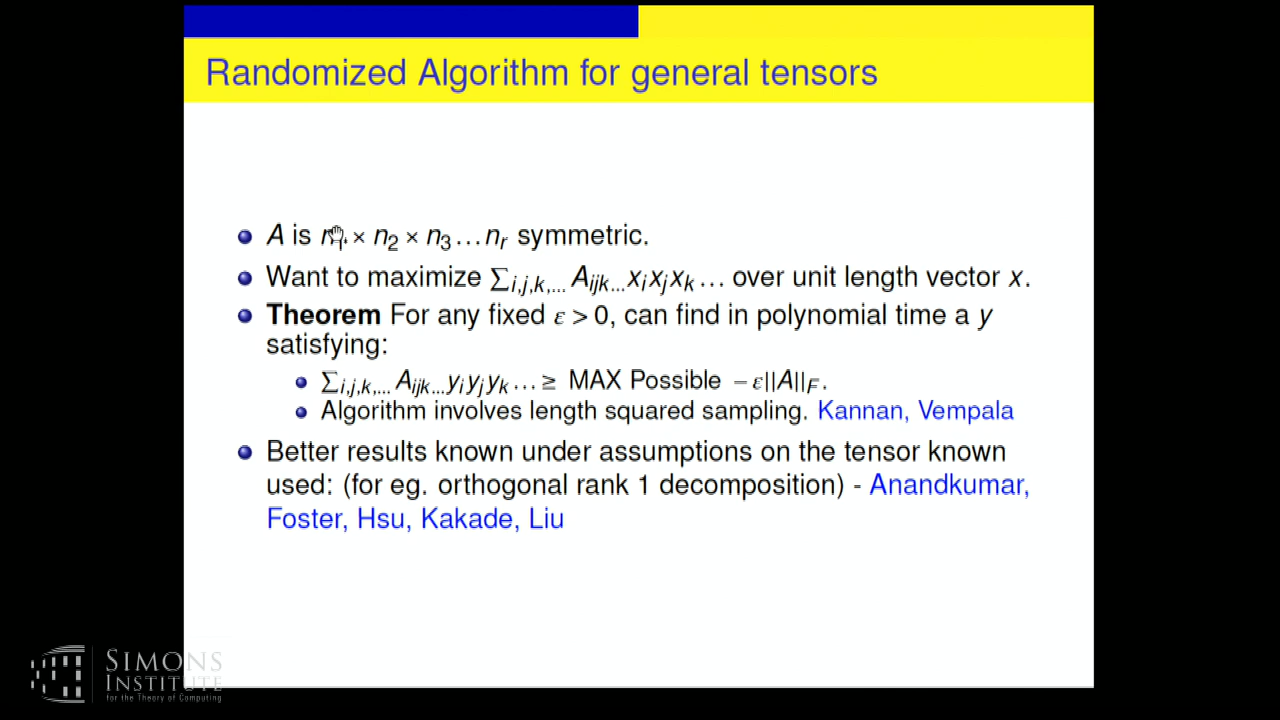 Randomized Algorithm for general tensors
A is × n₂ × n₃ … nᵣ symmetric.
Want to maximize ∑i,j,k,... Aijk... xixjxk … over unit length vector x.
Theorem For any fixed ε > 0, can find in polynomial time a y
satisfying:
∑i,j,k,... Aijk...yiyjyk … ≥ MAX Possible −ε||A||F.
Algorithm involves length squared sampling. Kannan, Vempala
Better results known under assumptions on the tensor known
used: (for eg. orthogonal rank 1 decomposition) - Anandkumar,
Foster, Hsu, Kakade, Liu
SIMONS
INSTITUTE
for the Theory of Computing